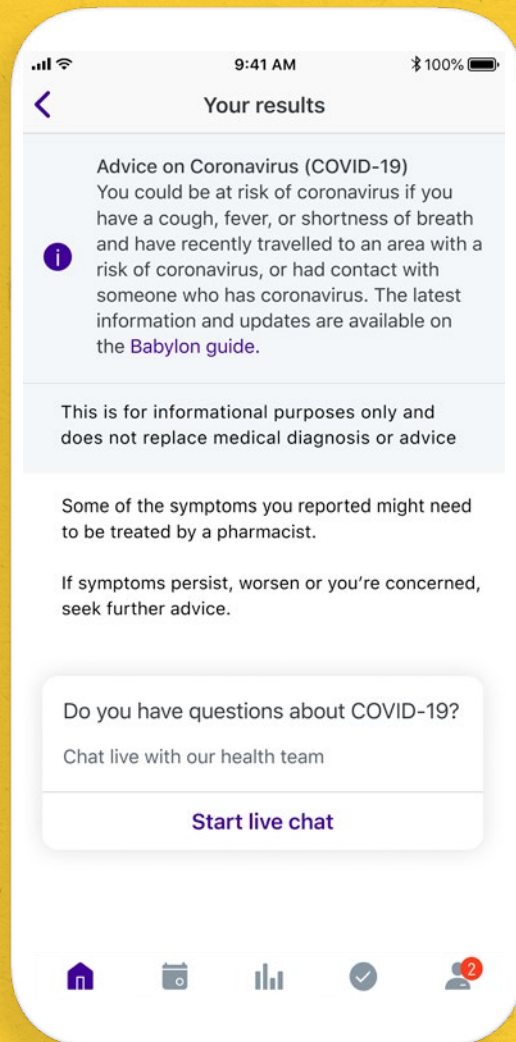 9:41 AM
100%
Your results
Advice on Coronavirus (COVID-19)
You could be at risk of coronavirus if you
have a cough, fever, or shortness of breath
and have recently travelled to an area with a
risk of coronavirus, or had contact with
someone who has coronavirus. The latest
information and updates are available on
the Babylon guide.
i
This is for informational purposes only and
does not replace medical diagnosis or advice
Some of the symptoms you reported might need
to be treated by a pharmacist.
If symptoms persist, worsen or you're concerned,
seek further advice.
Do you have questions about COVID-19?
Chat live with our health team
Start live chat
2